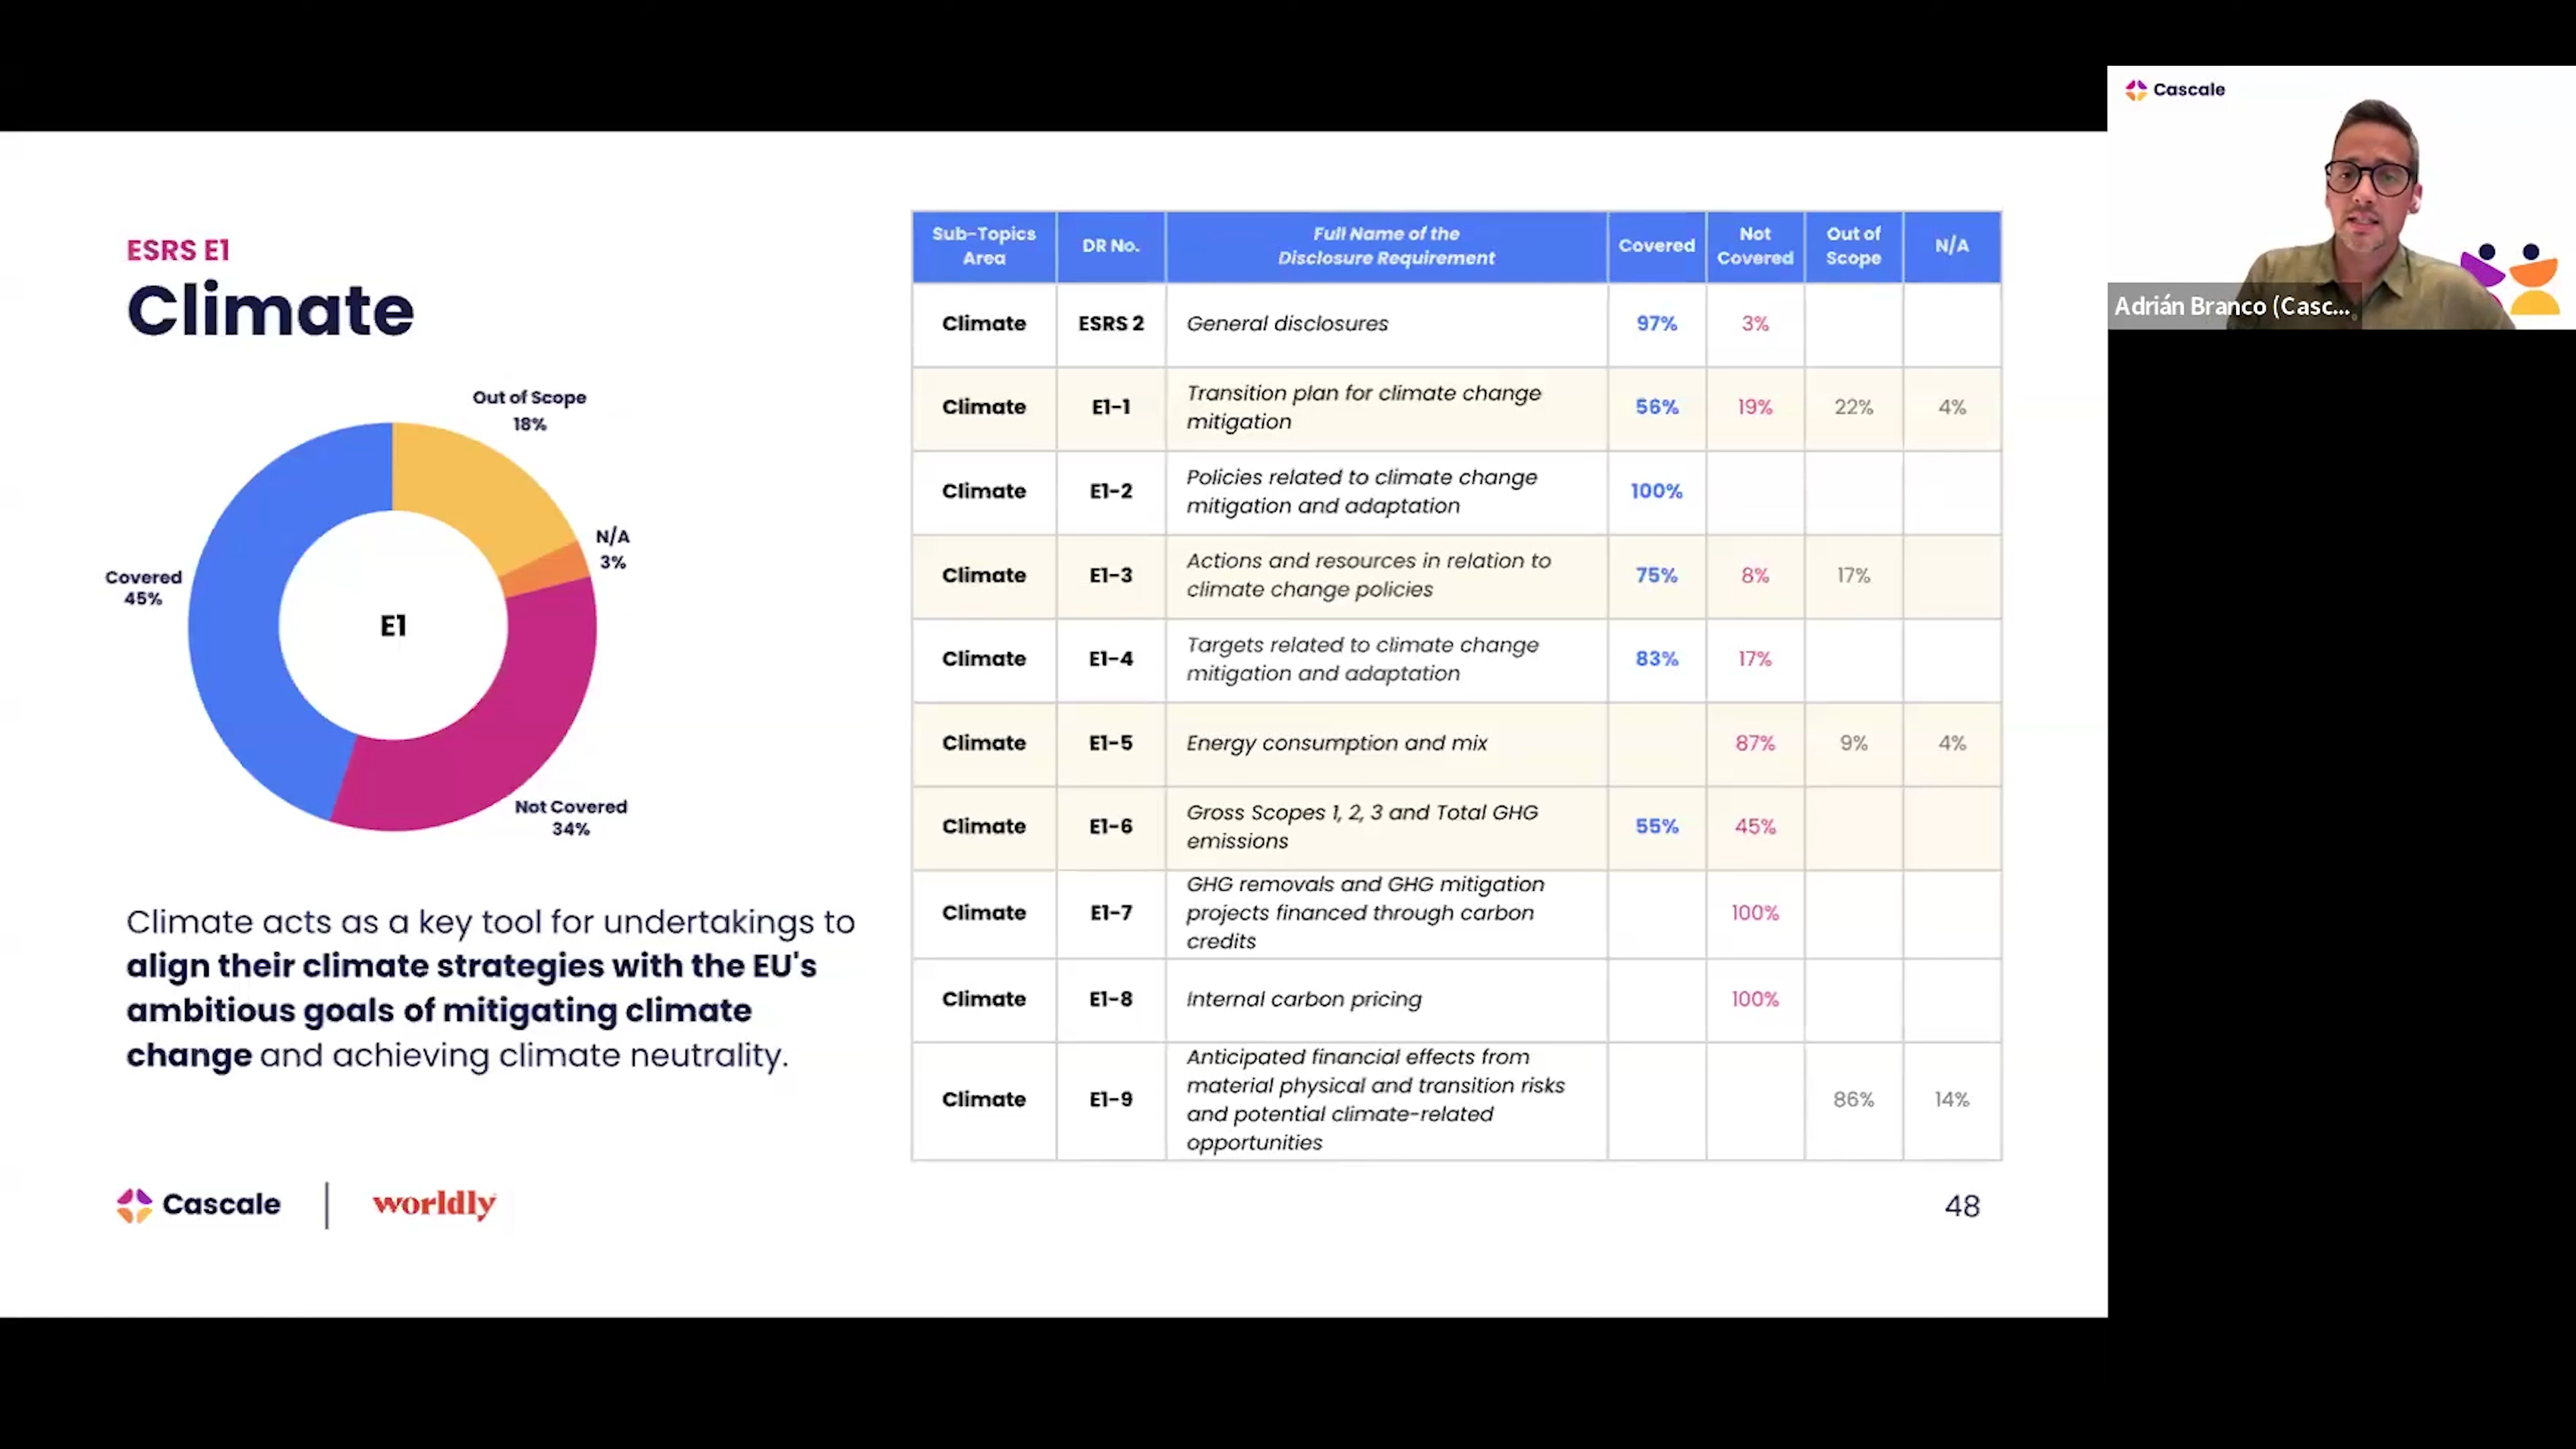 ESRS E1
Climate
Out of Scope
18%
N/A
3%
Covered
45%
E1
Not Covered
34%
Climate acts as a key tool for undertakings to
align their climate strategies with the EU's
ambitious goals of mitigating climate
change and achieving climate neutrality.
Cascale
worldly
Sub-Topics Area DR No. Full Name of the Disclosure Requirement Covered Not Covered Out of Scope N/A
Climate ESRS 2 General disclosures 97% 3%
Climate E1-1 Transition plan for climate change mitigation 56% 19% 22% 4%
Climate E1-2 Policies related to climate change mitigation and adaptation 100%
Climate E1-3 Actions and resources in relation to climate change policies 75% 8% 17%
Climate E1-4 Targets related to climate change mitigation and adaptation 83% 17%
Climate E1-5 Energy consumption and mix 87% 9% 4%
Climate E1-6 Gross Scopes 1, 2, 3 and Total GHG emissions 55% 45%
Climate E1-7 GHG removals and GHG mitigation projects financed through carbon credits 100%
Climate E1-8 Internal carbon pricing 100%
Climate E1-9 Anticipated financial effects from material physical and transition risks and potential climate-related opportunities 86% 14%
48
Cascale
Adrián Branco (Casc...